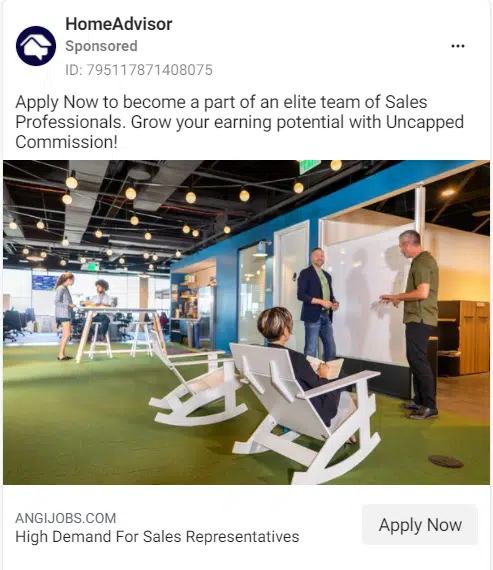 HomeAdvisor
Sponsored
ID: 795117871408075
Apply Now to become a part of an elite team of Sales
Professionals. Grow your earning potential with Uncapped
Commission!
ANGIJOBS.COM
High Demand For Sales Representatives
Apply Now